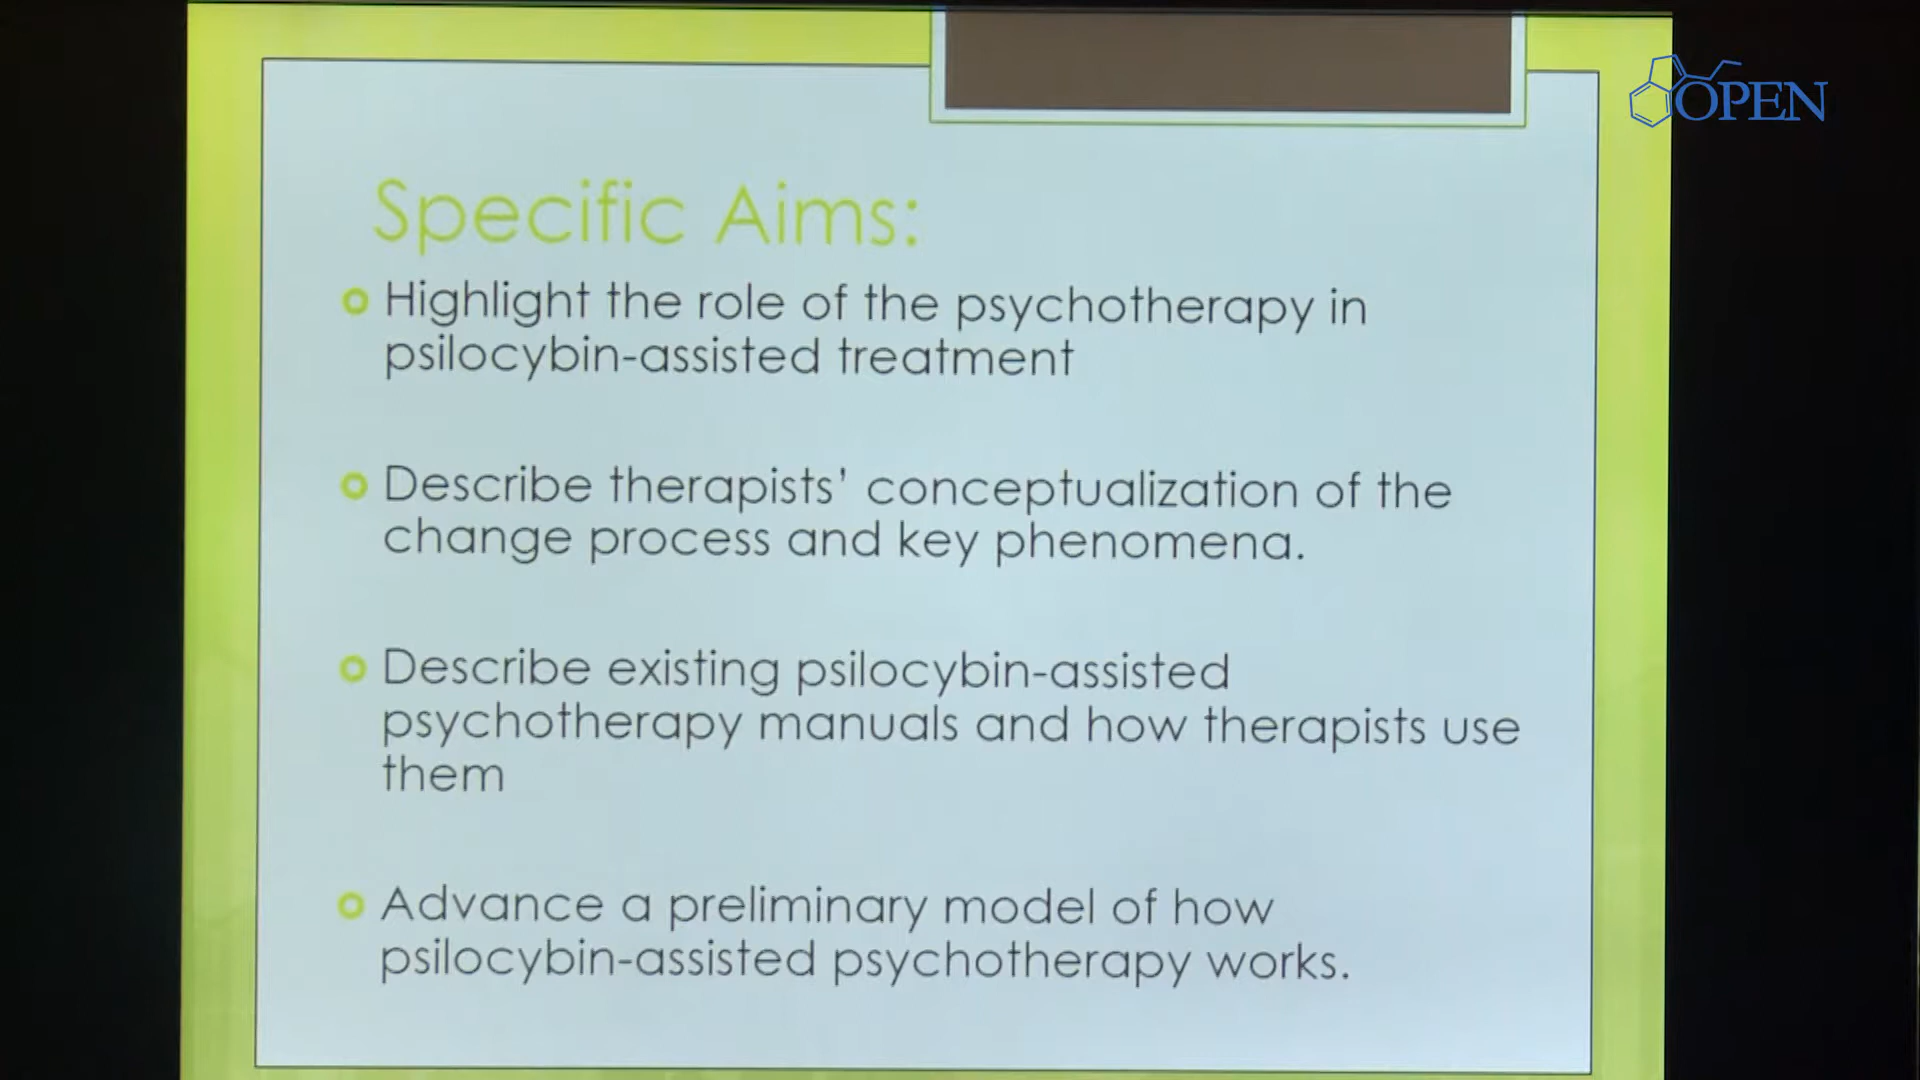 OPEN
Specific Aims:
Highlight the role of the psychotherapy in
psilocybin-assisted treatment
Describe therapists' conceptualization of the
change process and key phenomena.
Describe existing psilocybin-assisted
psychotherapy manuals and how therapists use
them
Advance a preliminary model of how
psilocybin-assisted psychotherapy works.